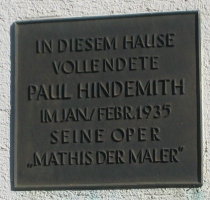 IN DIESEM HAUSE
VOLLENDETE
PAUL HINDEMITH
IM JAN./FEBR. 1935
SEINE OPER
„MATHIS DER MALER“